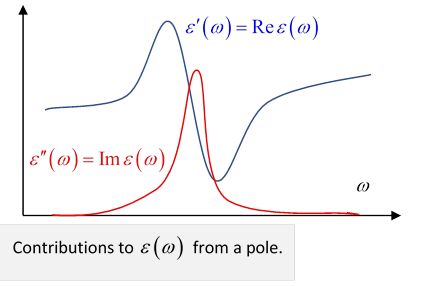 ε′(ω) = Re ε(ω)
ε″(ω) = Im ε(ω)
ω
Contributions to ε(ω) from a pole.